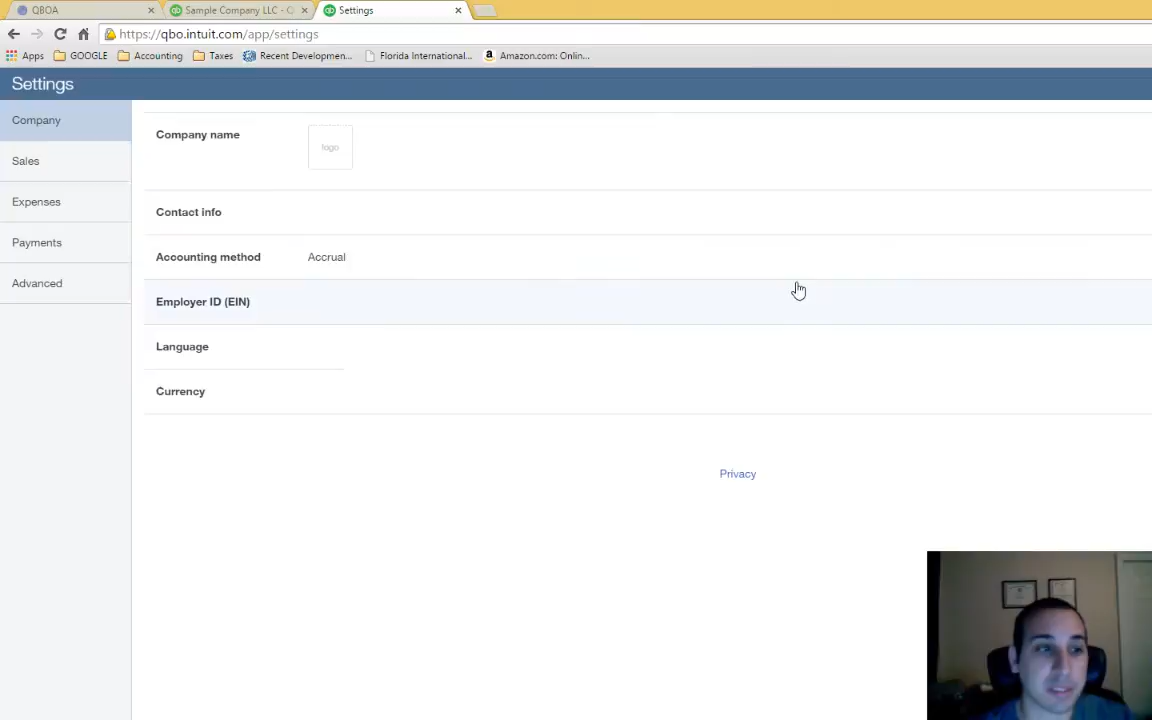 QBOA
Sample Company LLC - Q
Settings
https://qbo.intuit.com/app/settings
Apps
GOOGLE
Accounting
Taxes
Recent Developmen...
Florida International...
Amazon.com: Onlin...
Settings
Company
Sales
Expenses
Payments
Advanced
Company name
logo
Contact info
Accounting method Accrual
Employer ID (EIN)
Language
Currency
Privacy